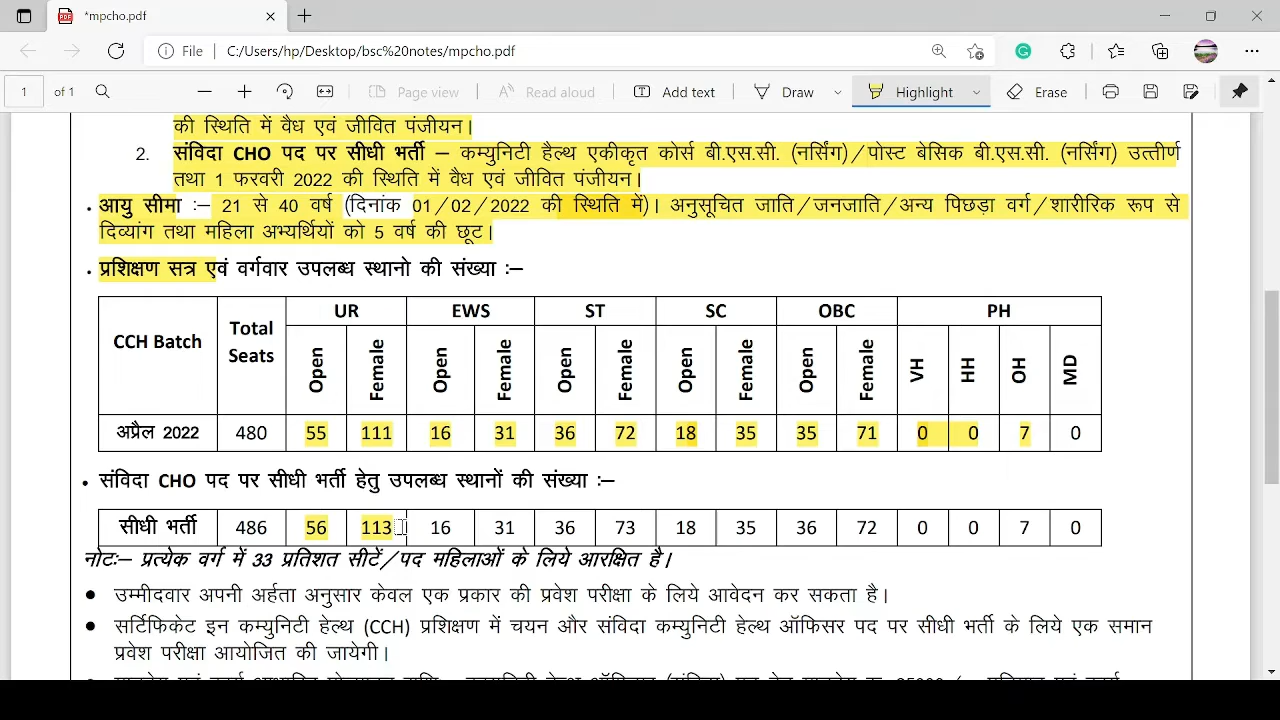 *mpcho.pdf
File C:/Users/hp/Desktop/bsc%20notes/mpcho.pdf
1 of 1 Page view Read aloud Add text Draw Highlight Erase
की स्थिति में वैध एवं जीवित पंजीयन।
2. संविदा CHO पद पर सीधी भर्ती – कम्युनिटी हैल्थ एकीकृत कोर्स बी.एस.सी. (नर्सिंग)/पोस्ट बेसिक बी.एस.सी. (नर्सिंग) उत्तीर्ण
तथा 1 फरवरी 2022 की स्थिति में वैध एवं जीवित पंजीयन।
• आयु सीमा :– 21 से 40 वर्ष (दिनांक 01/02/2022 की स्थिति में)। अनुसूचित जाति/जनजाति/अन्य पिछड़ा वर्ग/शारीरिक रूप से
दिव्यांग तथा महिला अभ्यर्थियों को 5 वर्ष की छूट।
• प्रशिक्षण सत्र एवं वर्गवार उपलब्ध स्थानो की संख्या :–
CCH Batch Total Seats UR EWS ST SC OBC PH
Open Female Open Female Open Female Open Female Open Female VH HH OH MD
अप्रैल 2022 480 55 111 16 31 36 72 18 35 35 71 0 0 7 0
• संविदा CHO पद पर सीधी भर्ती हेतु उपलब्ध स्थानों की संख्या :–
सीधी भर्ती 486 56 113 16 31 36 73 18 35 36 72 0 0 7 0
नोट:– प्रत्येक वर्ग में 33 प्रतिशत सीटें/पद महिलाओं के लिये आरक्षित है।
• उम्मीदवार अपनी अर्हता अनुसार केवल एक प्रकार की प्रवेश परीक्षा के लिये आवेदन कर सकता है।
• सर्टिफिकेट इन कम्युनिटी हेल्थ (CCH) प्रशिक्षण में चयन और संविदा कम्युनिटी हेल्थ ऑफिसर पद पर सीधी भर्ती के लिये एक समान
प्रवेश परीक्षा आयोजित की जायेगी।